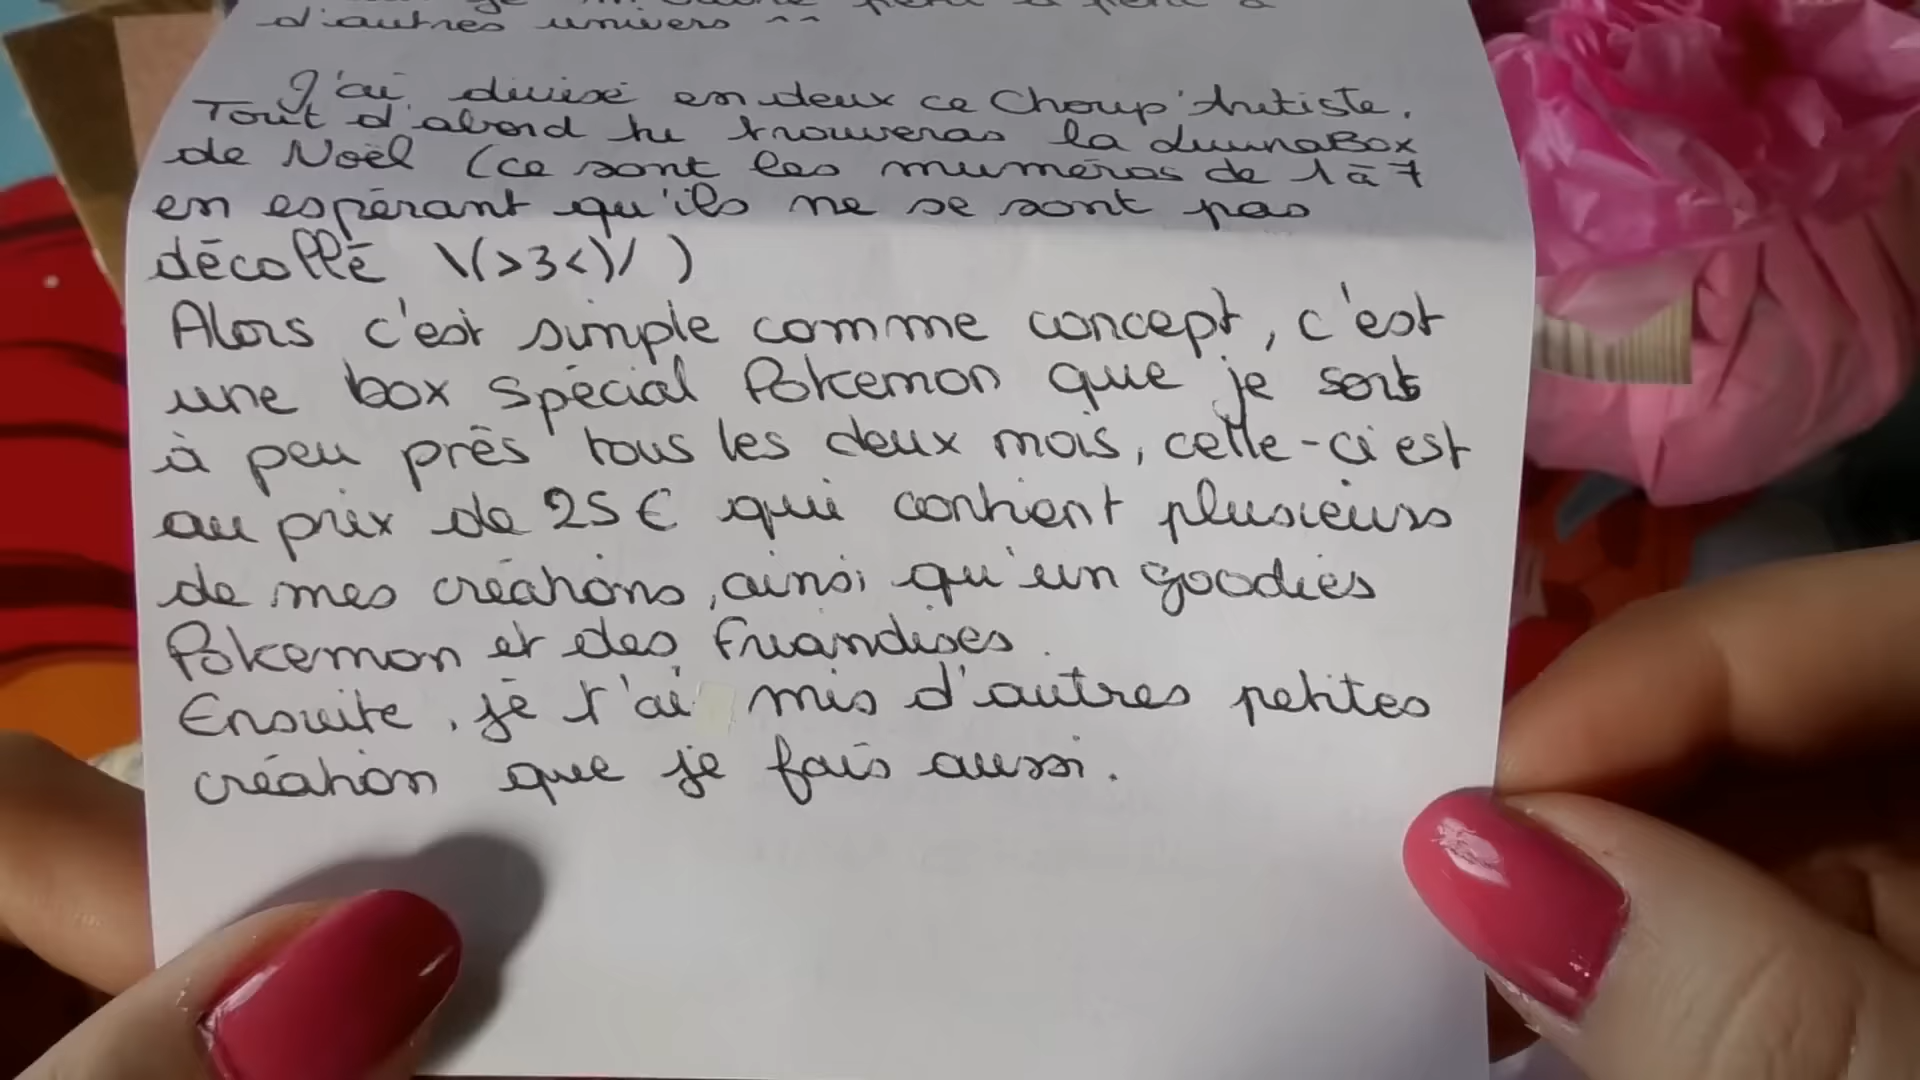 d'autres univers ^^
J'ai divisé en deux ce Choup'Artiste.
Tout d'abord tu trouveras la LuunaBox
de Noël (ce sont les numéros de 1 à 7
en espérant qu'ils ne se sont pas
décollé \(>3<)/ )
Alors c'est simple comme concept, c'est
une box spécial Pokemon que je sors
à peu près tous les deux mois, celle-ci est
au prix de 25€ qui contient plusieurs
de mes créations, ainsi qu'un goodies
Pokemon et des friandises.
Ensuite, je t'ai mis d'autres petites
création que je fais aussi.